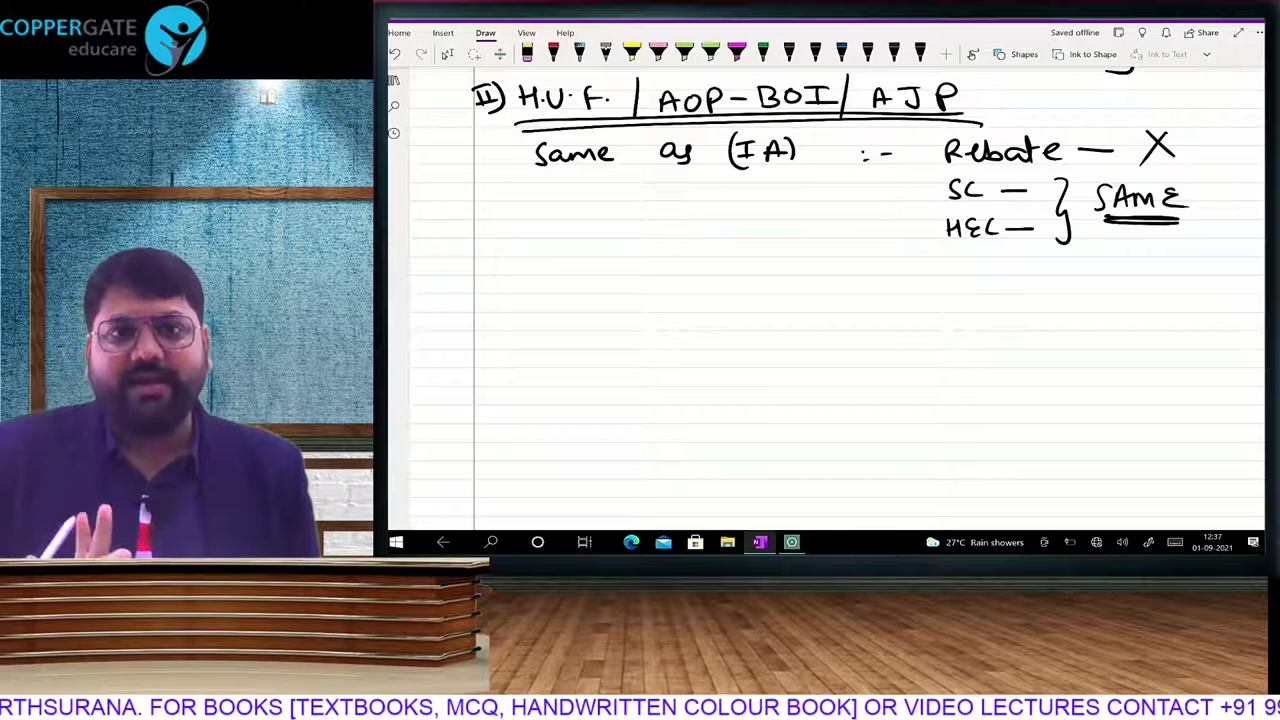 COPPERGATE
educare
Home Insert Draw View Help
Saved offline
Share
Shapes
Ink to Shape
Ink to Text
II) H.U.F. / AOP-BOI / AJP
Same as (IA) :- Rebate — X
SC —
HEC —
} SAME
27°C Rain showers
12:37
01-09-2021
RTHSURANA. FOR BOOKS [TEXTBOOKS, MCQ, HANDWRITTEN COLOUR BOOK] OR VIDEO LECTURES CONTACT +91 9